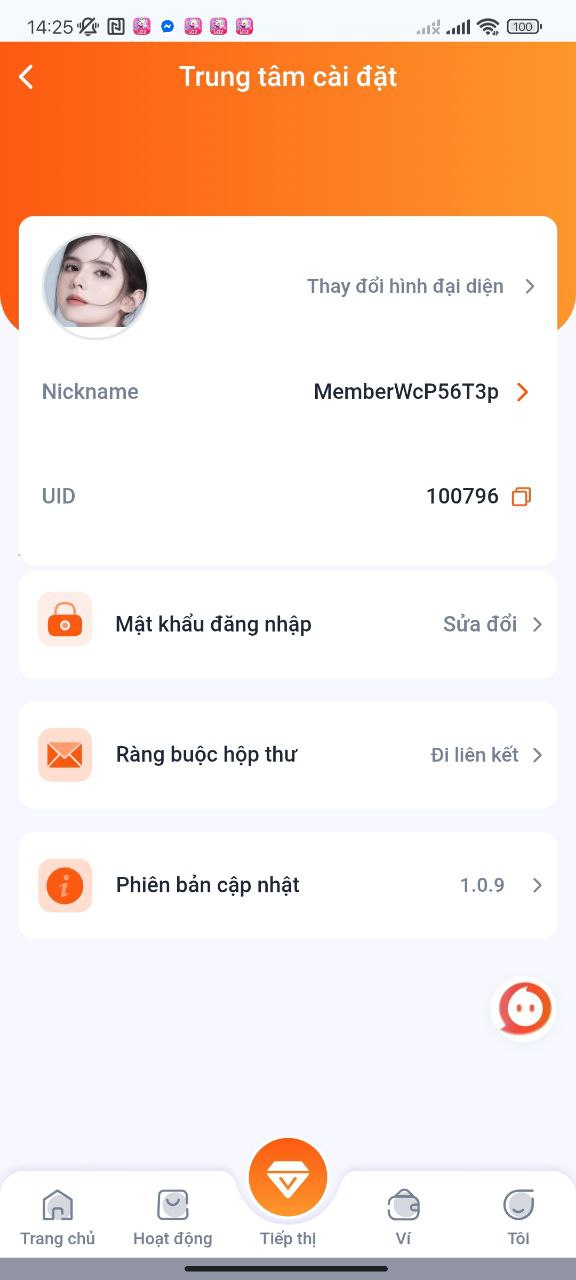 14:25
100
Trung tâm cài đặt
Thay đổi hình đại diện
Nickname
MemberWcP56T3p
UID
100796
Mật khẩu đăng nhập
Sửa đổi
Ràng buộc hộp thư
Đi liên kết
Phiên bản cập nhật
1.0.9
Trang chủ
Hoạt động
Tiếp thị
Ví
Tôi